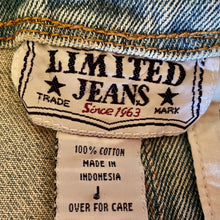 LIMITED
JEANS
TRADE MARK
Since 1963
100% COTTON
MADE IN
INDONESIA
J
OVER FOR CARE